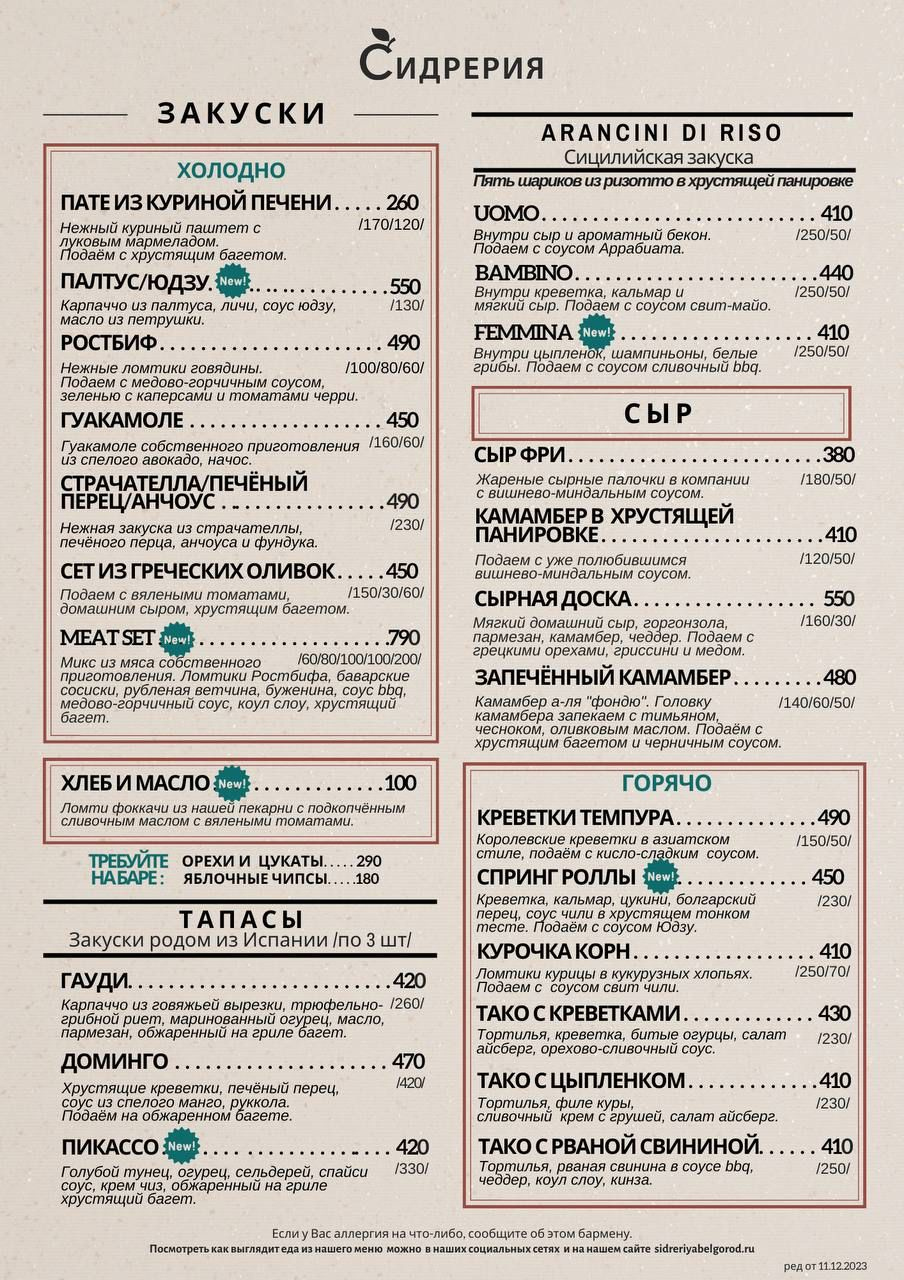 Сидрерия
ЗАКУСКИ
ХОЛОДНО
ПАТЕ ИЗ КУРИНОЙ ПЕЧЕНИ.....260
Нежный куриный паштет с /170/120/
луковым мармеладом.
Подаём с хрустящим багетом.
ПАЛТУС/ЮДЗУ. New! ...............550
Карпаччо из палтуса, личи, соус юдзу, /130/
масло из петрушки.
РОСТБИФ.......................490
Нежные ломтики говядины. /100/80/60/
Подаем с медово-горчичным соусом,
зеленью с каперсами и томатами черри.
ГУАКАМОЛЕ ....................450
Гуакамоле собственного приготовления /160/60/
из спелого авокадо, начос.
СТРАЧАТЕЛЛА/ПЕЧЁНЫЙ
ПЕРЕЦ/АНЧОУС .................490
Нежная закуска из страчателлы, /230/
печёного перца, анчоуса и фундука.
СЕТ ИЗ ГРЕЧЕСКИХ ОЛИВОК.....450
Подаем с вялеными томатами, /150/30/60/
домашним сыром, хрустящим багетом.
MEAT SET New! ...................790
Микс из мяса собственного /60/80/100/100/200/
приготовления. Ломтики Ростбифа, баварские
сосиски, рубленая ветчина, буженина, соус bbq,
медово-горчичный соус, коул слоу, хрустящий
багет.
ХЛЕБ И МАСЛО New! .............100
Ломти фоккачи из нашей пекарни с подкопчённым
сливочным маслом с вялеными томатами.
ТРЕБУЙТЕ
НА БАРЕ:
ОРЕХИ И ЦУКАТЫ.....290
ЯБЛОЧНЫЕ ЧИПСЫ.....180
ТАПАСЫ
Закуски родом из Испании /по 3 шт/
ГАУДИ..........................420
Карпаччо из говяжьей вырезки, трюфельно- /260/
грибной риет, маринованный огурец, масло,
пармезан, обжаренный на гриле багет.
ДОМИНГО ......................470
Хрустящие креветки, печёный перец, /420/
соус из спелого манго, руккола.
Подаём на обжаренном багете.
ПИКАССО New! .... ...............420
Голубой тунец, огурец, сельдерей, спайси /330/
соус, крем чиз, обжаренный на гриле
хрустящий багет.
ARANCINI DI RISO
Сицилийская закуска
Пять шариков из ризотто в хрустящей панировке
UOMO...........................410
Внутри сыр и ароматный бекон. /250/50/
Подаем с соусом Аррабиата.
BAMBINO.......................440
Внутри креветка, кальмар и /250/50/
мягкий сыр. Подаем с соусом свит-майо.
FEMMINA New! ...................410
Внутри цыпленок, шампиньоны, белые /250/50/
грибы. Подаем с соусом сливочный bbq.
СЫР
СЫР ФРИ.........................380
Жареные сырные палочки в компании /180/50/
с вишнево-миндальным соусом.
КАМАМБЕР В ХРУСТЯЩЕЙ
ПАНИРОВКЕ......................410
Подаем с уже полюбившимся /120/50/
вишнево-миндальным соусом.
СЫРНАЯ ДОСКА..................550
Мягкий домашний сыр, горгонзола, /160/30/
пармезан, камамбер, чеддер. Подаем с
грецкими орехами, гриссини и медом.
ЗАПЕЧЁННЫЙ КАМАМБЕР.........480
Камамбер а-ля "фондю". Головку /140/60/50/
камамбера запекаем с тимьяном,
чесноком, оливковым маслом. Подаём с
хрустящим багетом и черничным соусом.
ГОРЯЧО
КРЕВЕТКИ ТЕМПУРА..............490
Королевские креветки в азиатском /150/50/
стиле, подаём с кисло-сладким соусом.
СПРИНГ РОЛЛЫ New! .............450
Креветка, кальмар, цукини, болгарский /230/
перец, соус чили в хрустящем тонком
тесте. Подаём с соусом Юдзу.
КУРОЧКА КОРН ..................410
Ломтики курицы в кукурузных хлопьях. /250/70/
Подаем с соусом свит чили.
ТАКО С КРЕВЕТКАМИ ..............430
Тортилья, креветка, битые огурцы, салат /230/
айсберг, орехово-сливочный соус.
ТАКО С ЦЫПЛЕНКОМ .............410
Тортилья, филе куры, /230/
сливочный крем с грушей, салат айсберг.
ТАКО С РВАНОЙ СВИНИНОЙ......410
Тортилья, рваная свинина в соусе bbq, /250/
чеддер, коул слоу, кинза.
Если у Вас аллергия на что-либо, сообщите об этом бармену.
Посмотреть как выглядит еда из нашего меню можно в наших социальных сетях и на нашем сайте sidreriyabelgorod.ru
ред от 11.12.2023